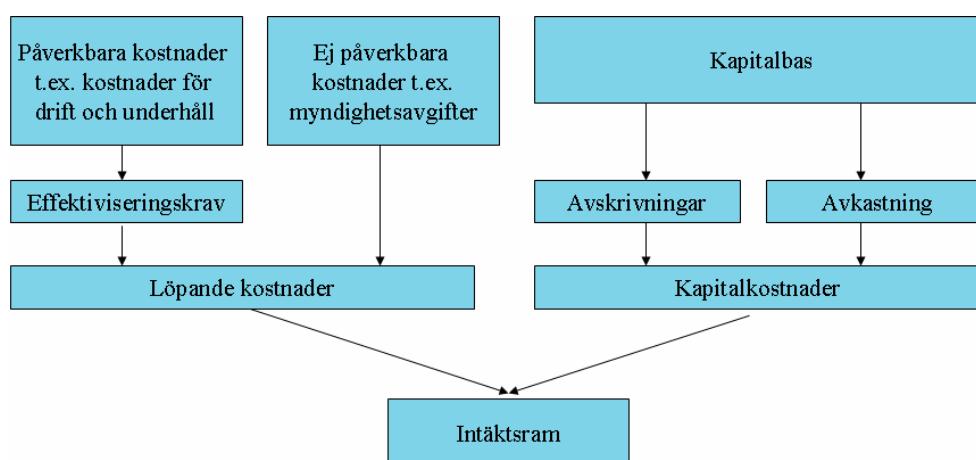 Påverkbara kostnader
t.ex. kostnader för
drift och underhåll
Ej påverkbara
kostnader t.ex.
myndighetsavgifter
Kapitalbas
Effektiviseringskrav
Avskrivningar
Avkastning
Löpande kostnader
Kapitalkostnader
Intäktsram